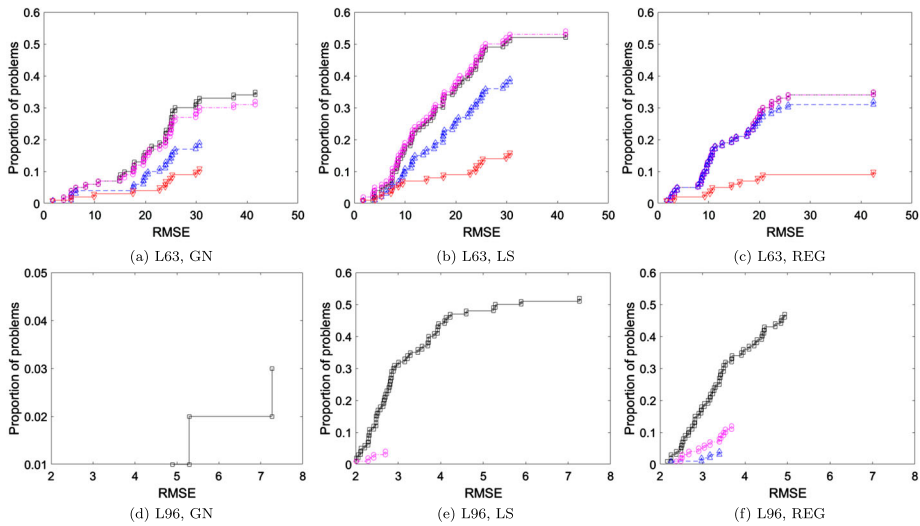 0.6
0.5
0.4
0.3
0.2
0.1
0
0 10 20 30 40 50
Proportion of problems
RMSE
(a) L63, GN
0.6
0.5
0.4
0.3
0.2
0.1
0
0 10 20 30 40 50
Proportion of problems
RMSE
(b) L63, LS
0.6
0.5
0.4
0.3
0.2
0.1
0
0 10 20 30 40 50
Proportion of problems
RMSE
(c) L63, REG
0.05
0.04
0.03
0.02
0.01
2 3 4 5 6 7 8
Proportion of problems
RMSE
(d) L96, GN
0.6
0.5
0.4
0.3
0.2
0.1
0
2 3 4 5 6 7 8
Proportion of problems
RMSE
(e) L96, LS
0.6
0.5
0.4
0.3
0.2
0.1
0
2 3 4 5 6 7 8
Proportion of problems
RMSE
(f) L96, REG